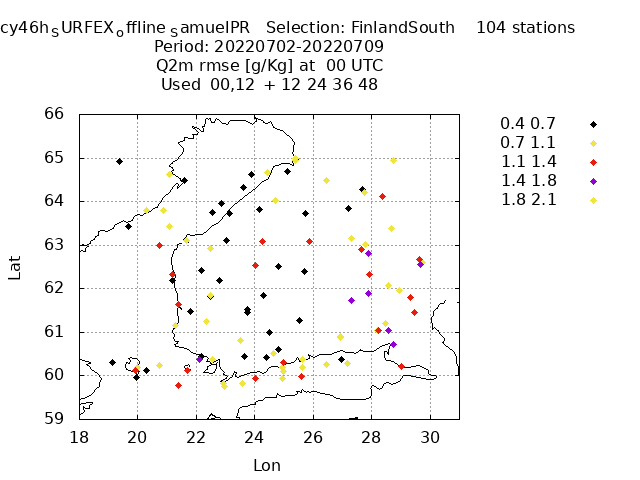 cy46h_SURFEX_offline_SamuelPR   Selection: FinlandSouth    104 stations
Period: 20220702-20220709
Q2m rmse [g/Kg] at  00 UTC
Used  00,12  + 12 24 36 48
66
65
64
63
62
61
60
59
18 20 22 24 26 28 30
Lat
Lon
0.4 0.7
0.7 1.1
1.1 1.4
1.4 1.8
1.8 2.1